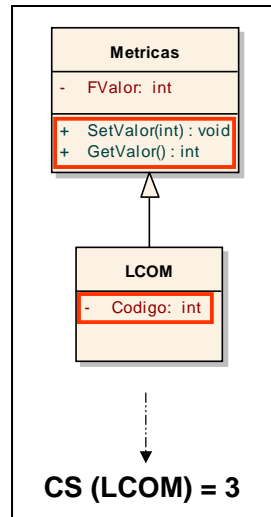 Metricas
- FValor: int
+ SetValor(int) : void
+ GetValor() : int
LCOM
- Codigo: int
CS (LCOM) = 3